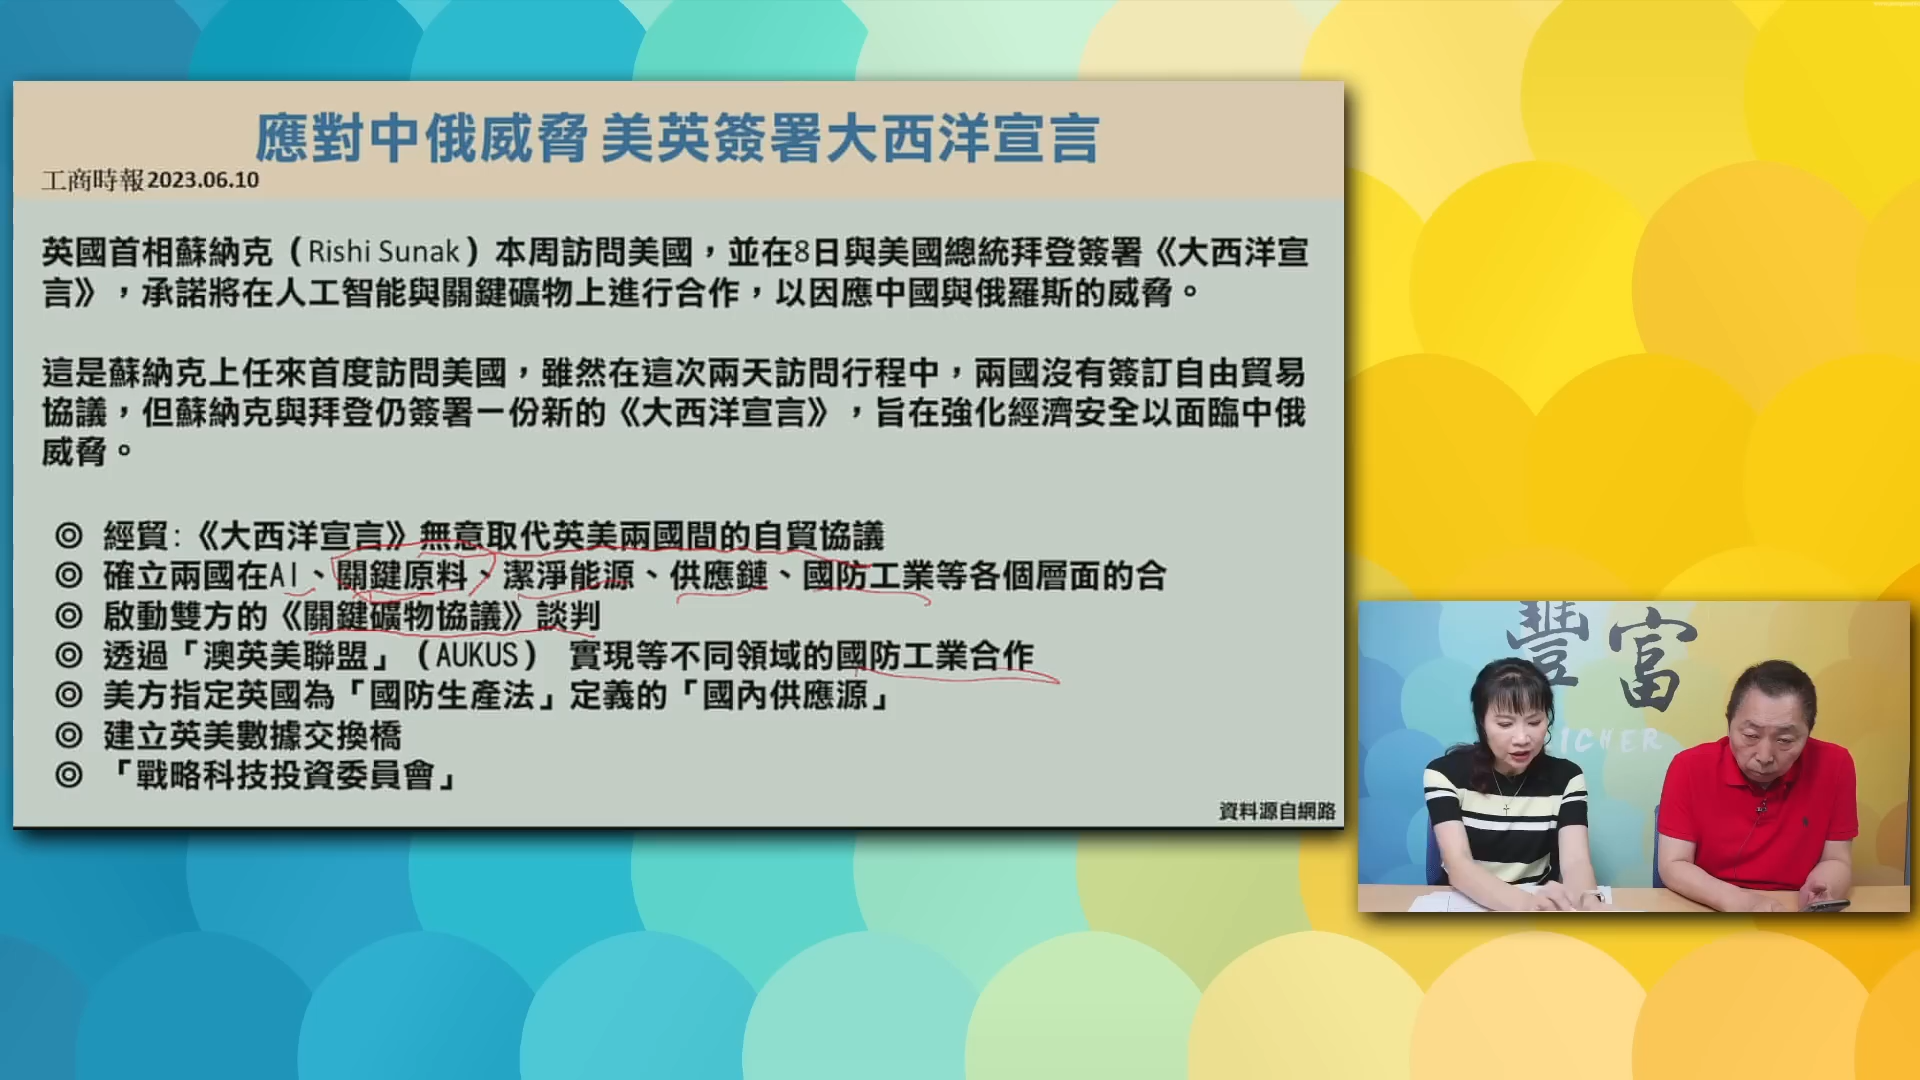 應對中俄威脅 美英簽署大西洋宣言
工商時報2023.06.10
英國首相蘇納克（Rishi Sunak）本周訪問美國，並在8日與美國總統拜登簽署《大西洋宣
言》，承諾將在人工智能與關鍵礦物上進行合作，以因應中國與俄羅斯的威脅。
這是蘇納克上任來首度訪問美國，雖然在這次兩天訪問行程中，兩國沒有簽訂自由貿易
協議，但蘇納克與拜登仍簽署一份新的《大西洋宣言》，旨在強化經濟安全以面臨中俄
威脅。
◎ 經貿:《大西洋宣言》無意取代英美兩國間的自貿協議
◎ 確立兩國在AI、關鍵原料、潔淨能源、供應鏈、國防工業等各個層面的合
◎ 啟動雙方的《關鍵礦物協議》談判
◎ 透過「澳英美聯盟」（AUKUS） 實現等不同領域的國防工業合作
◎ 美方指定英國為「國防生產法」定義的「國內供應源」
◎ 建立英美數據交換橋
◎ 「戰略科技投資委員會」
資料源自網路
豐富
ICHER